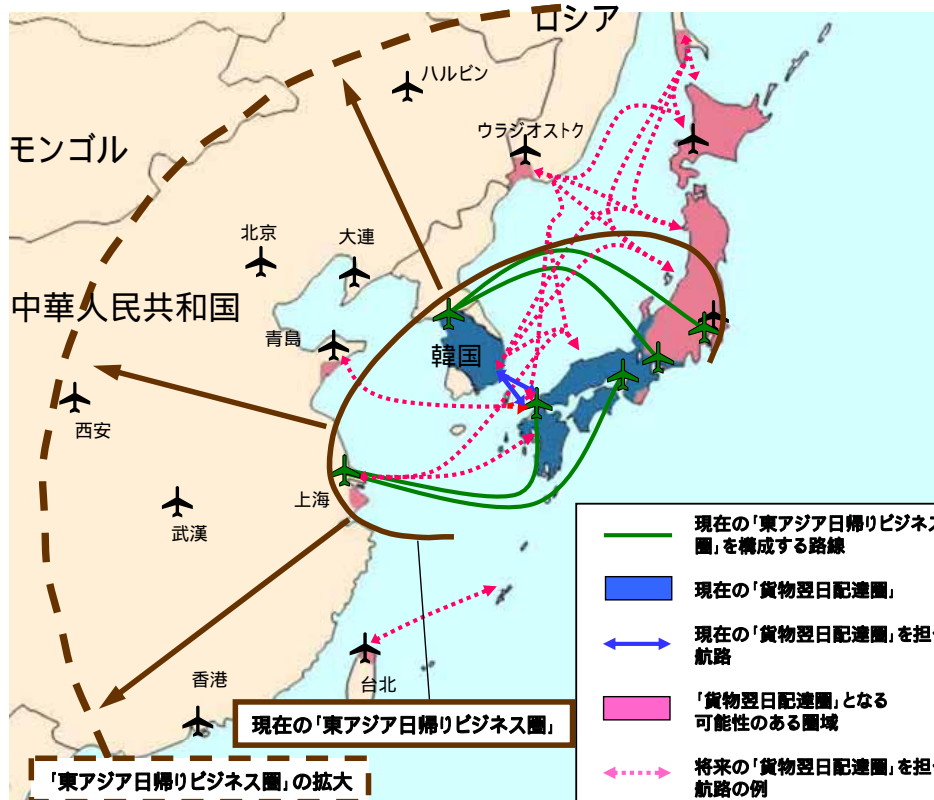 ロシア
ハルビン
ウラジオストク
モンゴル
北京
大連
中華人民共和国
青島
韓国
西安
上海
武漢
現在の「東アジア日帰りビジネス
圏」を構成する路線
現在の「貨物翌日配達圏」
現在の「貨物翌日配達圏」を担
航路
「貨物翌日配達圏」となる
可能性のある圏域
将来の「貨物翌日配達圏」を担
航路の例
台北
香港
現在の「東アジア日帰りビジネス圏」
「東アジア日帰りビジネス圏」の拡大